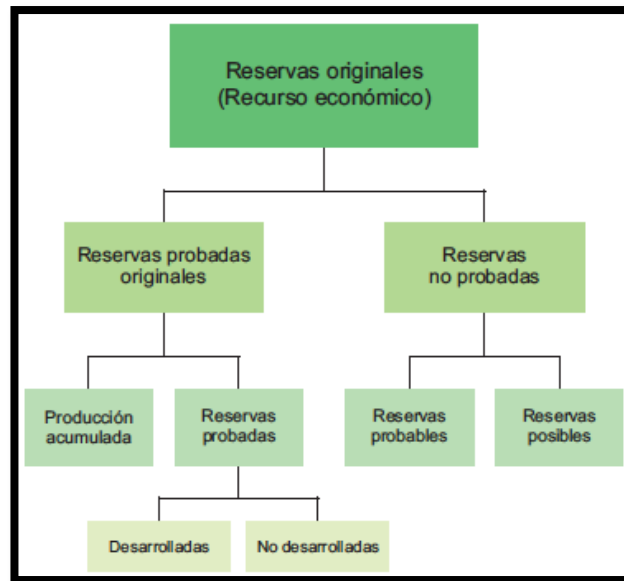 Reservas originales
(Recurso económico)
Reservas probadas
originales
Reservas
no probadas
Producción
acumulada
Reservas
probadas
Reservas
probables
Reservas
posibles
Desarrolladas
No desarrolladas